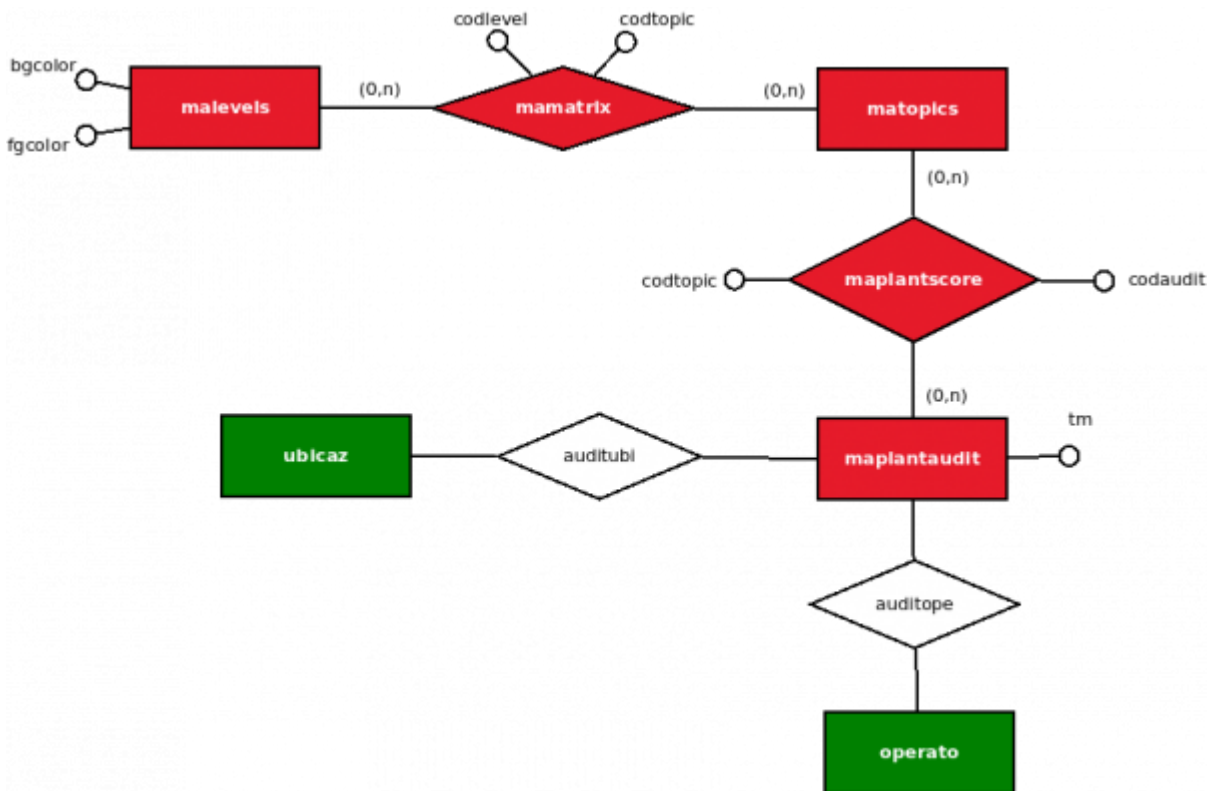 codlevel
codtopic
bgcolor
malevels
(0,n)
mamatrix
(0,n)
matopics
fgcolor
(0,n)
codtopic
maplantscore
codaudit
(0,n)
tm
ubicaz
auditubi
maplantaudit
auditope
operato